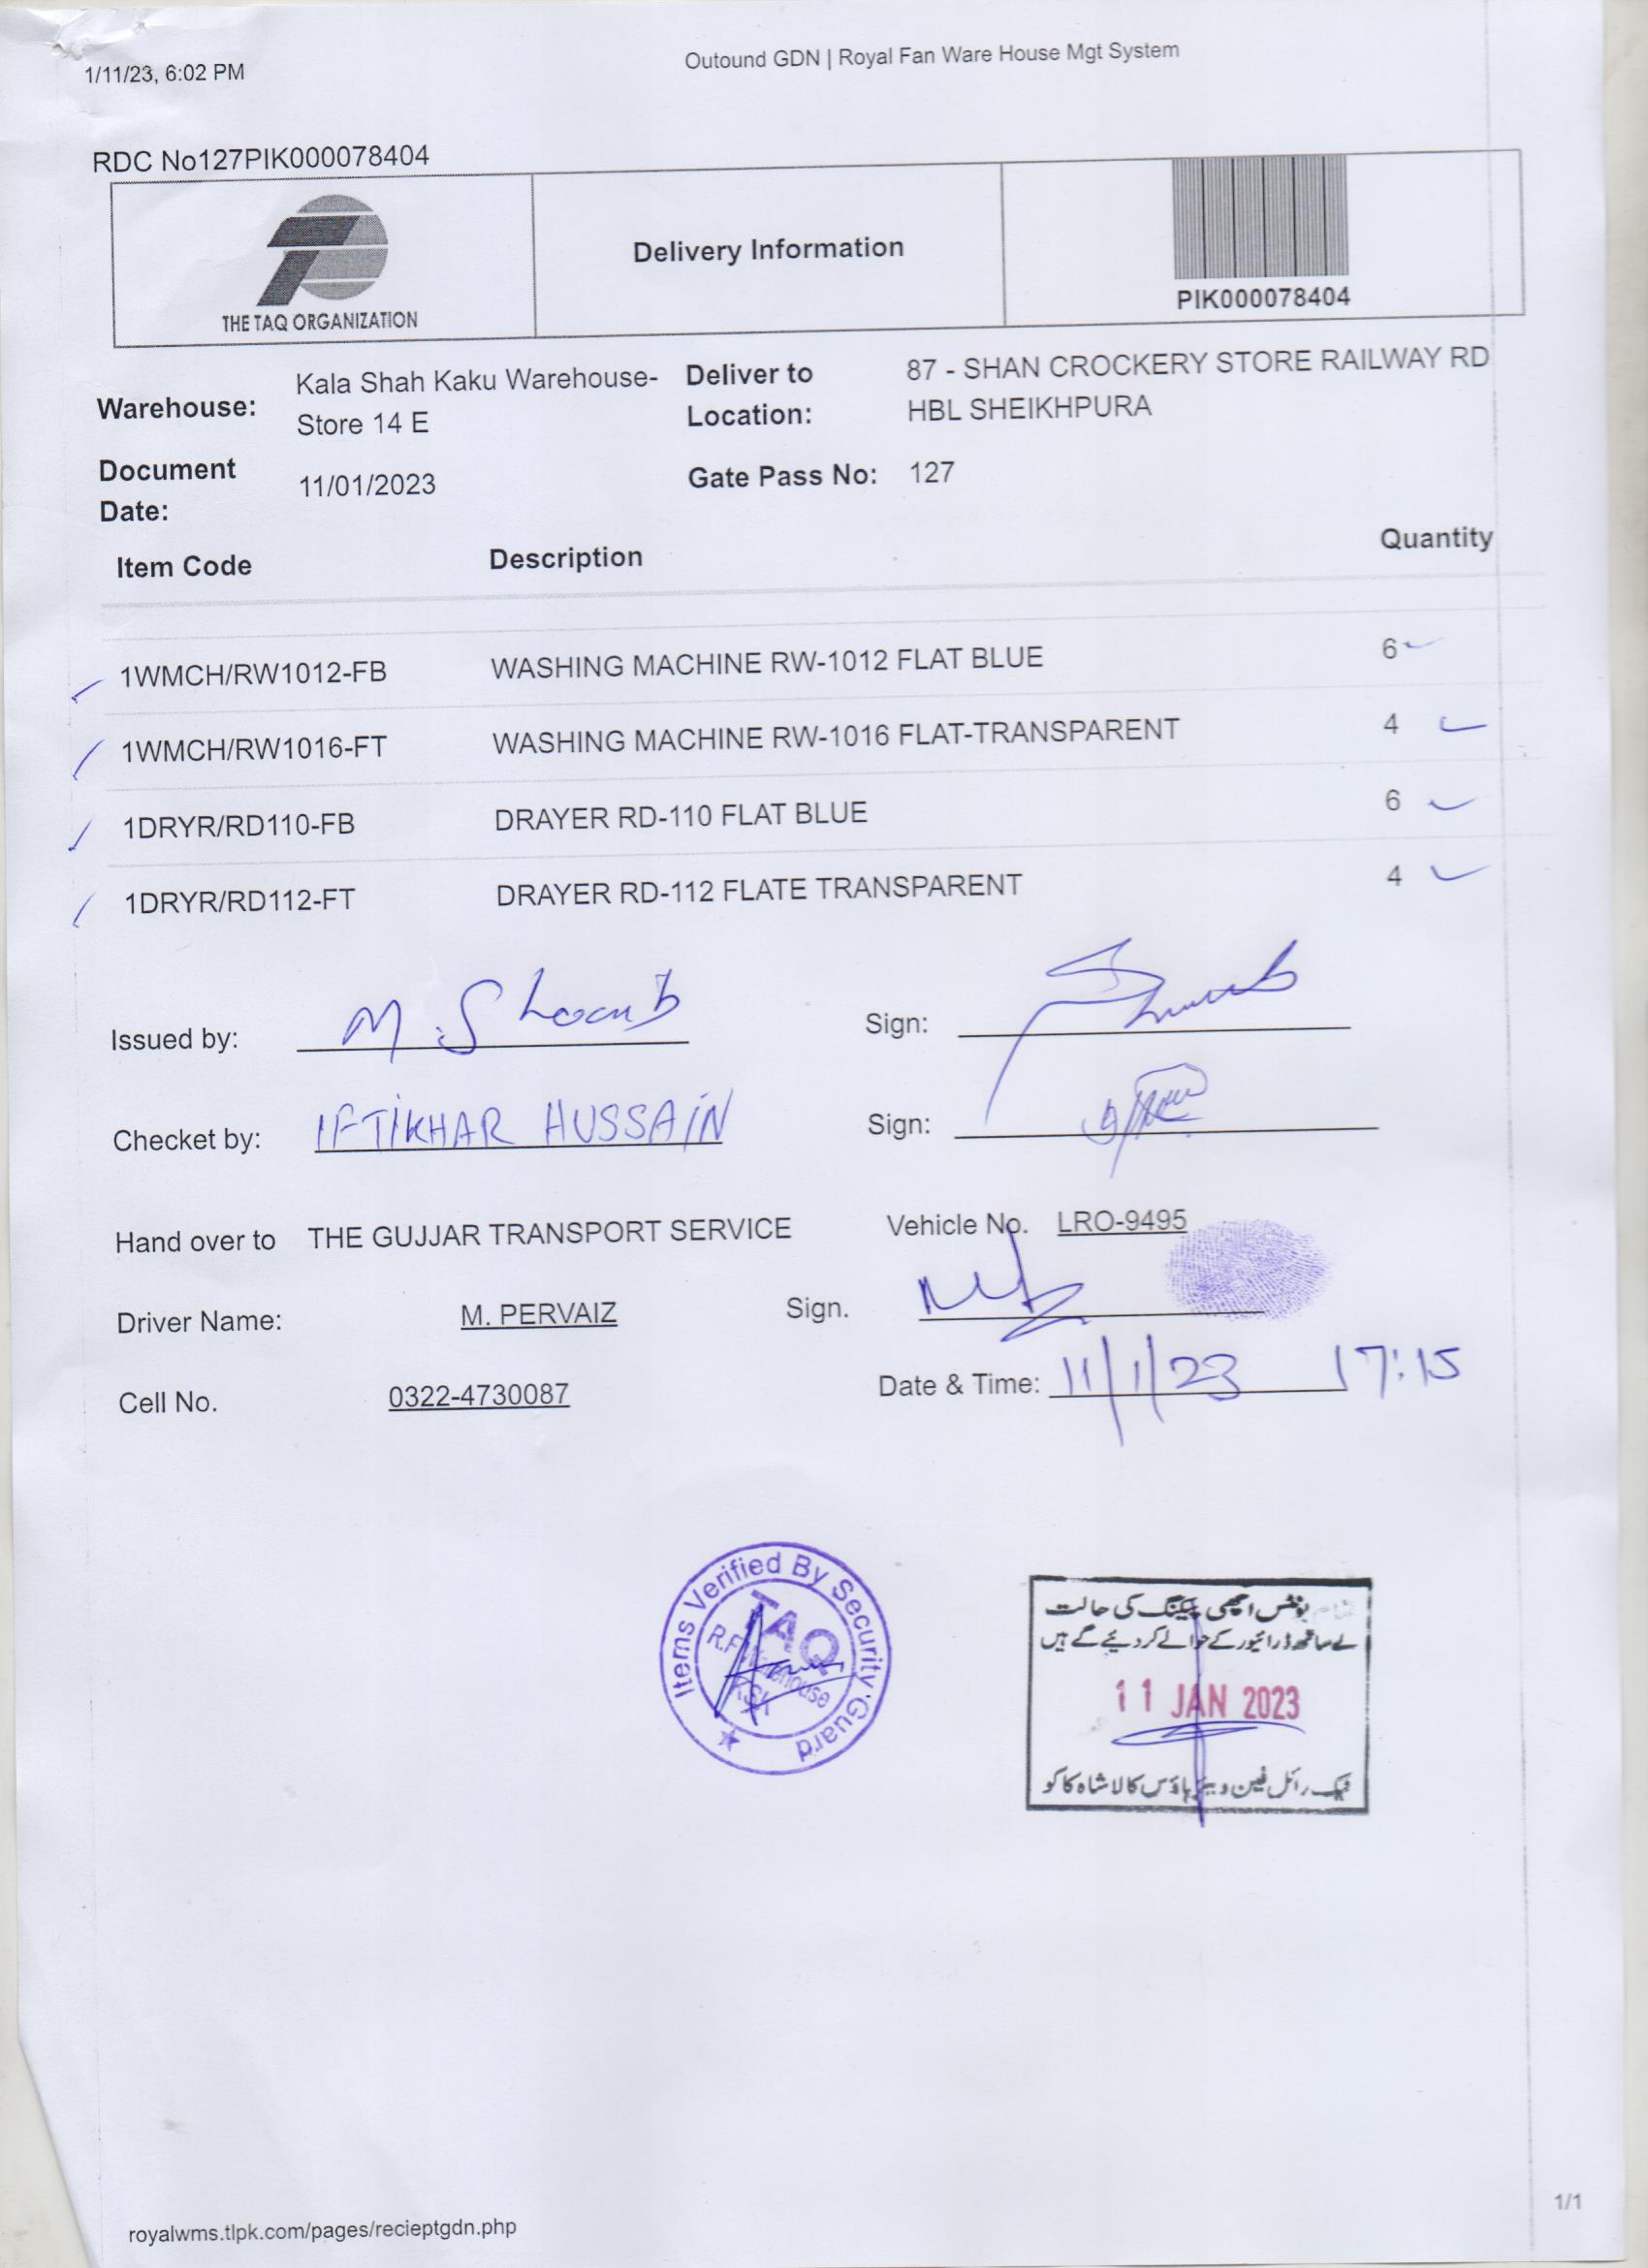 1/11/23, 6:02 PM
Outound GDN | Royal Fan Ware House Mgt System
RDC No127PIK000078404
THE TAQ ORGANIZATION
Delivery Information
PIK000078404
Warehouse: Kala Shah Kaku Warehouse-
Store 14 E
Deliver to
Location:
87 - SHAN CROCKERY STORE RAILWAY RD
HBL SHEIKHPURA
Document
Date:
11/01/2023
Gate Pass No: 127
Item Code Description Quantity
1WMCH/RW1012-FB WASHING MACHINE RW-1012 FLAT BLUE 6
1WMCH/RW1016-FT WASHING MACHINE RW-1016 FLAT-TRANSPARENT 4
1DRYR/RD110-FB DRAYER RD-110 FLAT BLUE 6
1DRYR/RD112-FT DRAYER RD-112 FLATE TRANSPARENT 4
Issued by: M. Sign:
Checket by: IFTIKHAR HUSSAIN Sign:
Hand over to THE GUJJAR TRANSPORT SERVICE Vehicle No. LRO-9495
Driver Name: M. PERVAIZ Sign.
Cell No. 0322-4730087 Date & Time: 11/1/23 17:15
Items Verified By Security Guard
TAQ
R.F Warehouse
KSK
یونٹس اچھی پیکنگ کی حالت
کے ساتھ ڈرائیور کے حوالے کر دیئے گے ہیں
11 JAN 2023
رائل فین ویئر ہاؤس کالا شاہ کاکو
royalwms.tlpk.com/pages/recieptgdn.php
1/1